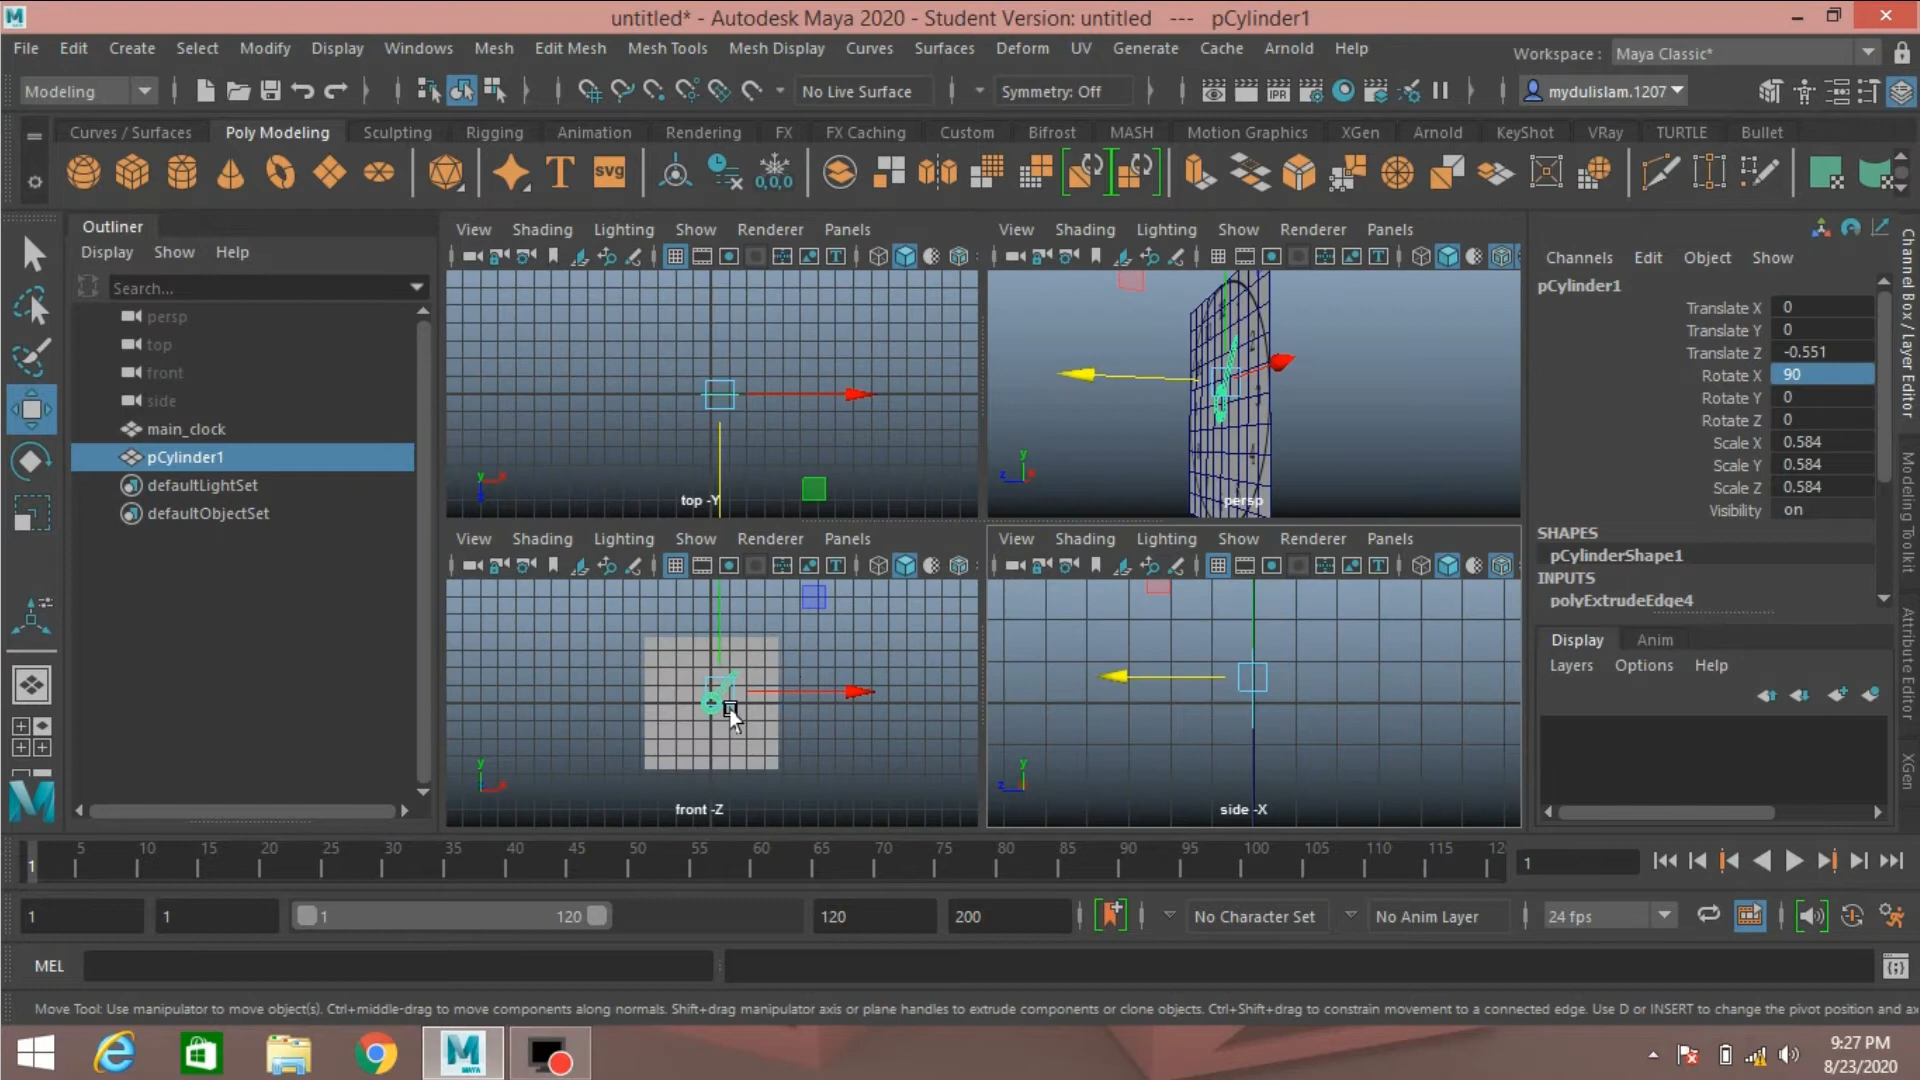 untitled* - Autodesk Maya 2020 - Student Version: untitled --- pCylinder1
File Edit Create Select Modify Display Windows Mesh Edit Mesh Mesh Tools Mesh Display Curves Surfaces Deform UV Generate Cache Arnold Help Workspace : Maya Classic*
Modeling No Live Surface Symmetry: Off IPR mydulislam.1207
Curves / Surfaces Poly Modeling Sculpting Rigging Animation Rendering FX FX Caching Custom Bifrost MASH Motion Graphics XGen Arnold KeyShot VRay TURTLE Bullet
T SVG 0,0,0
Outliner
Display Show Help
Search...
persp
top
front
side
main_clock
pCylinder1
defaultLightSet
defaultObjectSet
View Shading Lighting Show Renderer Panels
top -Y
View Shading Lighting Show Renderer Panels
persp
View Shading Lighting Show Renderer Panels
front -Z
View Shading Lighting Show Renderer Panels
side -X
Channels Edit Object Show
pCylinder1
Translate X 0
Translate Y 0
Translate Z -0.551
Rotate X 90
Rotate Y 0
Rotate Z 0
Scale X 0.584
Scale Y 0.584
Scale Z 0.584
Visibility on
SHAPES
pCylinderShape1
INPUTS
polyExtrudeEdge4
Display Anim
Layers Options Help
Channel Box / Layer Editor
Modeling Toolkit
Attribute Editor
XGen
1 5 10 15 20 25 30 35 40 45 50 55 60 65 70 75 80 85 90 95 100 105 110 115 12
1
1 1 1 120 120 200 No Character Set No Anim Layer 24 fps
MEL
Move Tool: Use manipulator to move object(s). Ctrl+middle-drag to move components along normals. Shift+drag manipulator axis or plane handles to extrude components or clone objects. Ctrl+Shift+drag to constrain movement to a connected edge. Use D or INSERT to change the pivot position and ax
MAYA
9:27 PM
8/23/2020